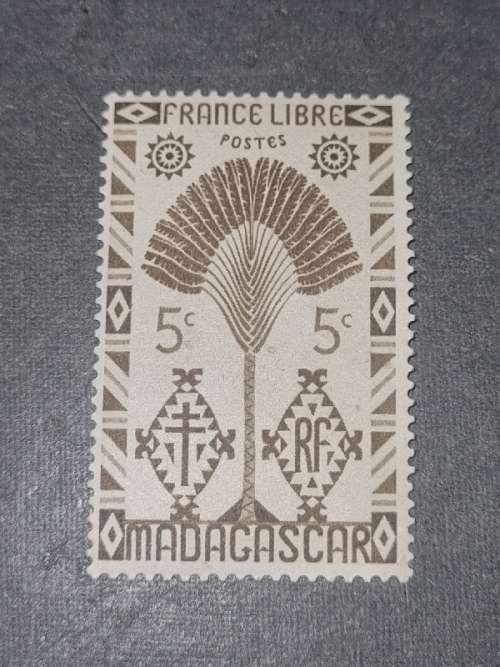 FRANCE LIBRE
POSTES
5c 5c
RF
MADAGASCAR